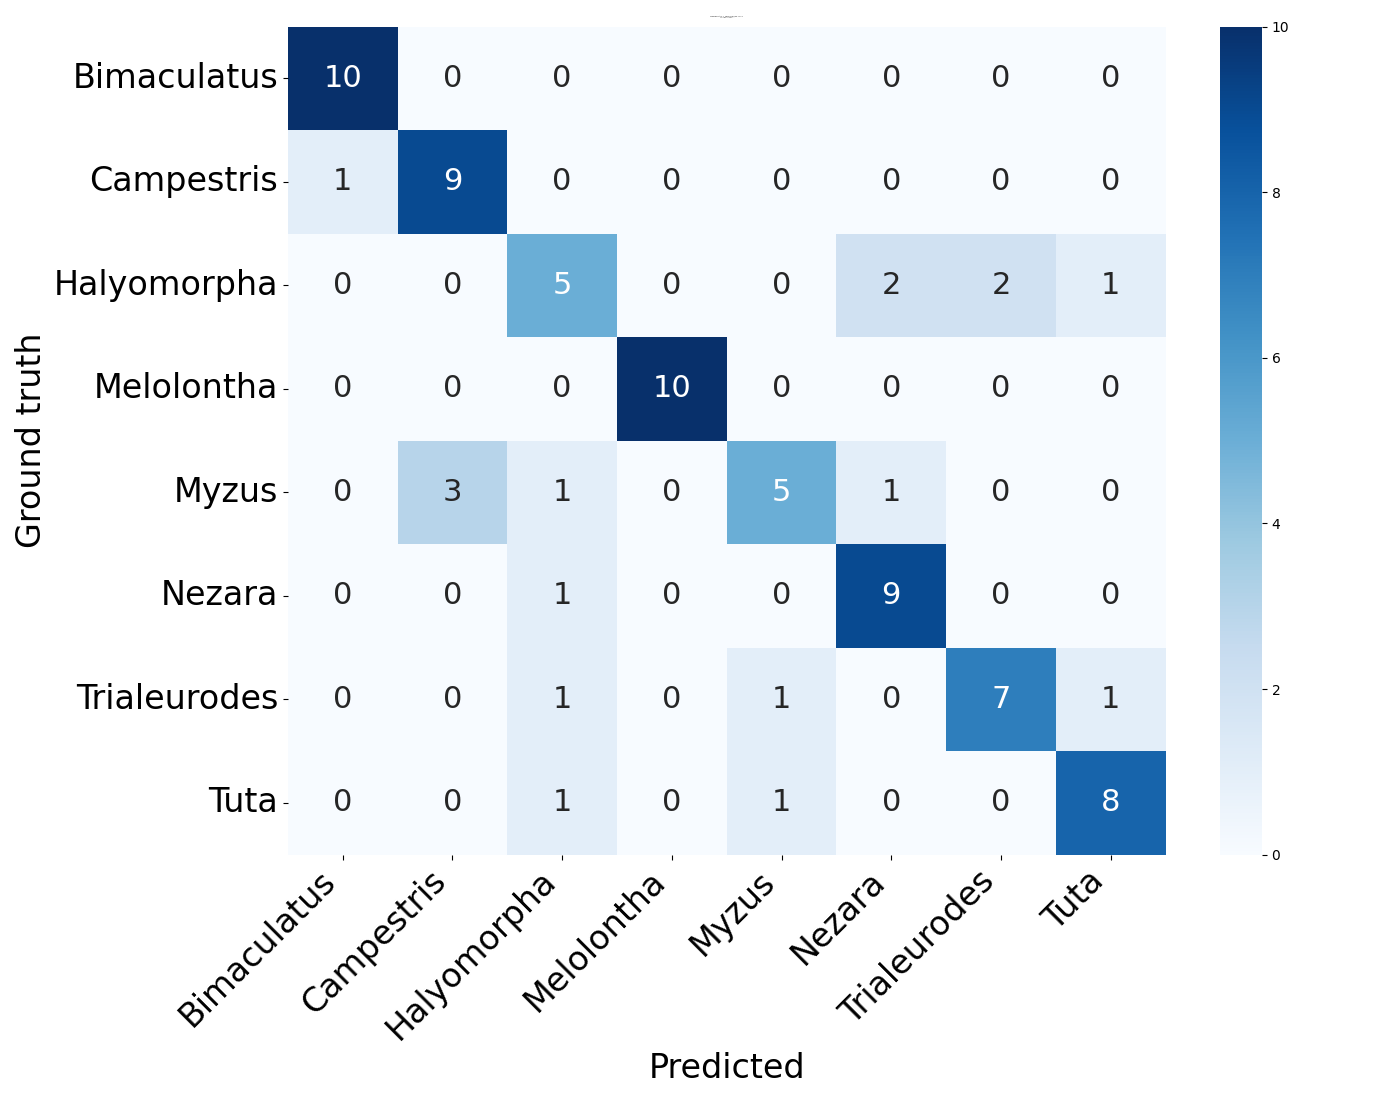 Bimaculatus 10 0 0 0 0 0 0 0
Campestris 1 9 0 0 0 0 0 0
Halyomorpha 0 0 5 0 0 2 2 1
Melolontha 0 0 0 10 0 0 0 0
Myzus 0 3 1 0 5 1 0 0
Nezara 0 0 1 0 0 9 0 0
Trialeurodes 0 0 1 0 1 0 7 1
Tuta 0 0 1 0 1 0 0 8
Ground truth
Bimaculatus Campestris Halyomorpha Melolontha Myzus Nezara Trialeurodes Tuta
Predicted
10
8
6
4
2
0